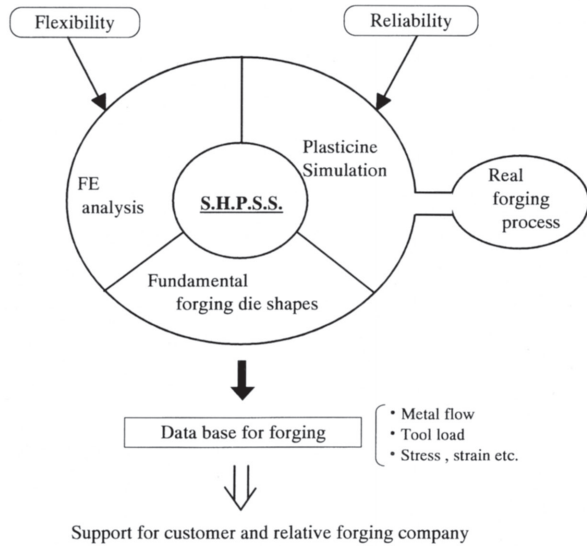 Flexibility
Reliability
Plasticine
Simulation
FE
analysis
S.H.P.S.S.
Real
forging
process
Fundamental
forging die shapes
Data base for forging
• Metal flow
• Tool load
• Stress , strain etc.
Support for customer and relative forging company